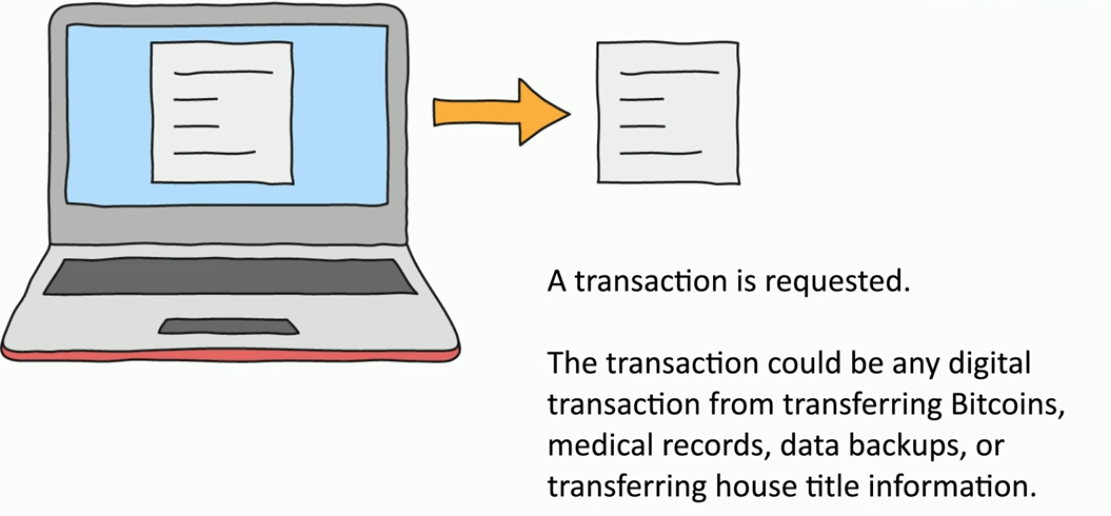 A transaction is requested.
The transaction could be any digital
transaction from transferring Bitcoins,
medical records, data backups, or
transferring house title information.